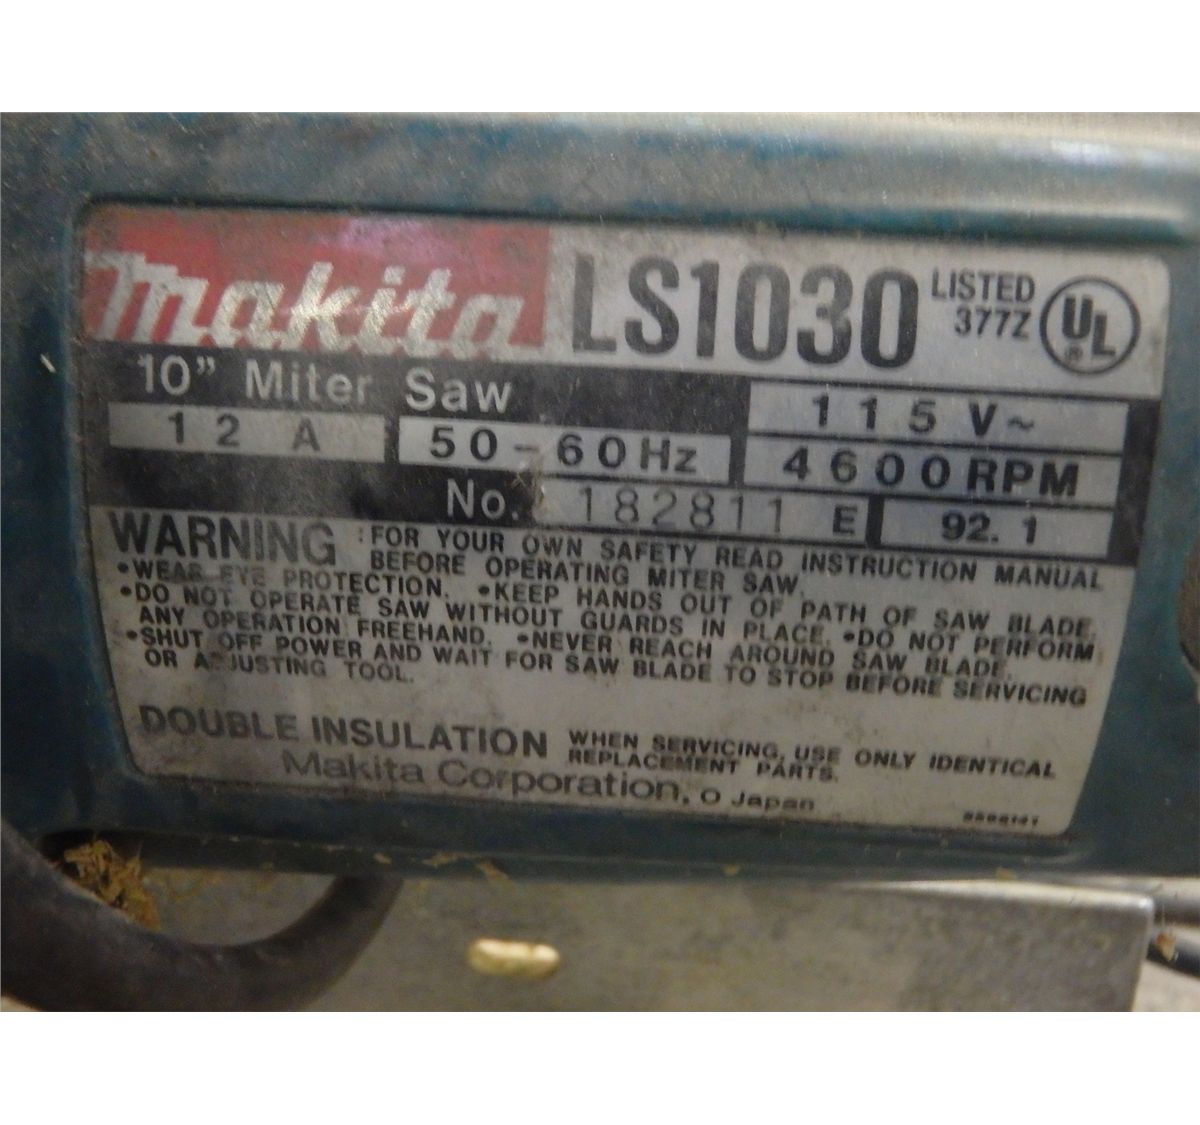 makita LS1030 LISTED 377Z UL ®
10" Miter Saw
115 V~
12 A 50-60Hz 4600RPM
No. 182811 E 92.1
WARNING: FOR YOUR OWN SAFETY READ INSTRUCTION MANUAL
BEFORE OPERATING MITER SAW.
•WEAR EYE PROTECTION. •KEEP HANDS OUT OF PATH OF SAW BLADE.
•DO NOT OPERATE SAW WITHOUT GUARDS IN PLACE. •DO NOT PERFORM
ANY OPERATION FREEHAND. •NEVER REACH AROUND SAW BLADE.
•SHUT OFF POWER AND WAIT FOR SAW BLADE TO STOP BEFORE SERVICING
OR ADJUSTING TOOL.
DOUBLE INSULATION WHEN SERVICING, USE ONLY IDENTICAL
REPLACEMENT PARTS.
Makita Corporation, O Japan